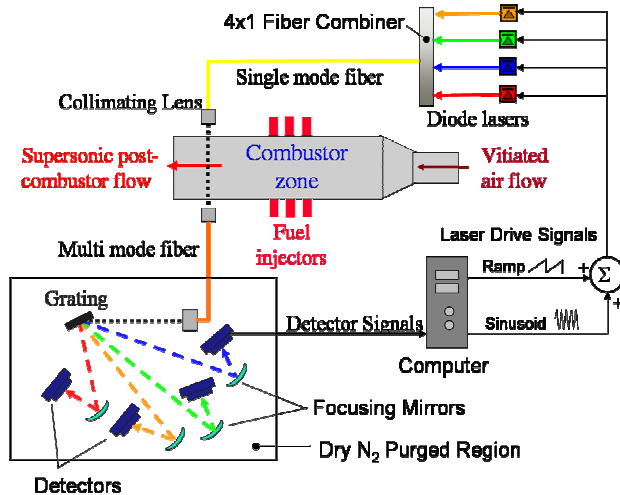 4x1 Fiber Combiner
Single mode fiber
Collimating Lens
Diode lasers
Supersonic post-
combustor flow
Combustor
zone
Vitiated
air flow
Fuel
injectors
Multi mode fiber
Laser Drive Signals
Ramp
+
Σ
Grating
Detector Signals
Sinusoid
+
Computer
Focusing Mirrors
Dry N₂ Purged Region
Detectors